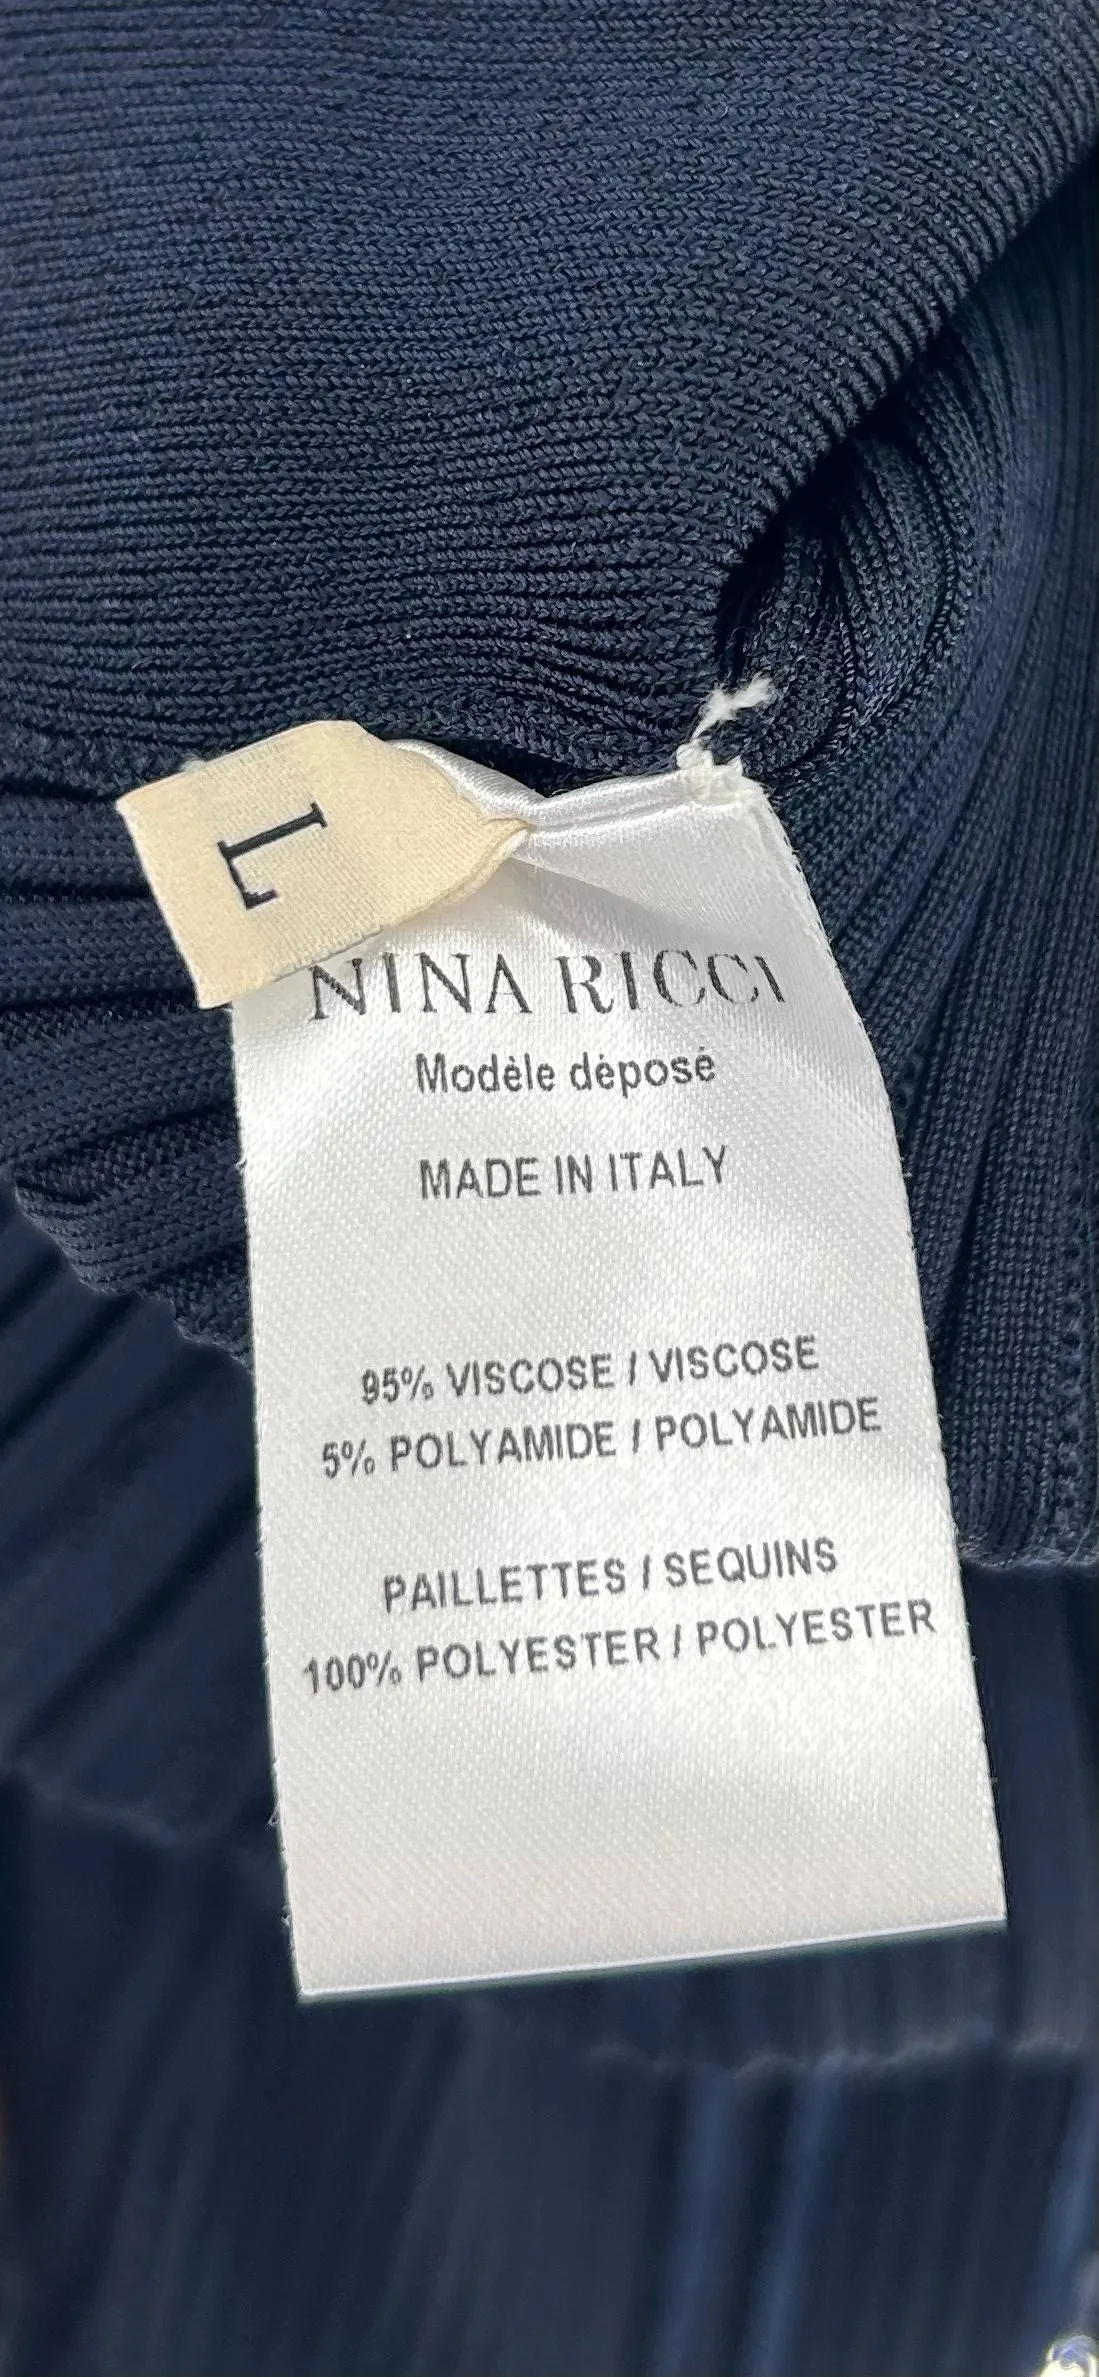 L
NINA RICCI
Modèle déposé
MADE IN ITALY
95% VISCOSE / VISCOSE
5% POLYAMIDE / POLYAMIDE
PAILLETTES / SEQUINS
100% POLYESTER / POLYESTER